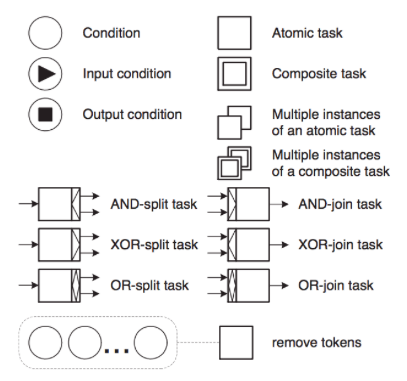 Condition
Atomic task
Input condition
Composite task
Output condition
Multiple instances
of an atomic task
Multiple instances
of a composite task
AND-split task
AND-join task
XOR-split task
XOR-join task
OR-split task
OR-join task
...
remove tokens